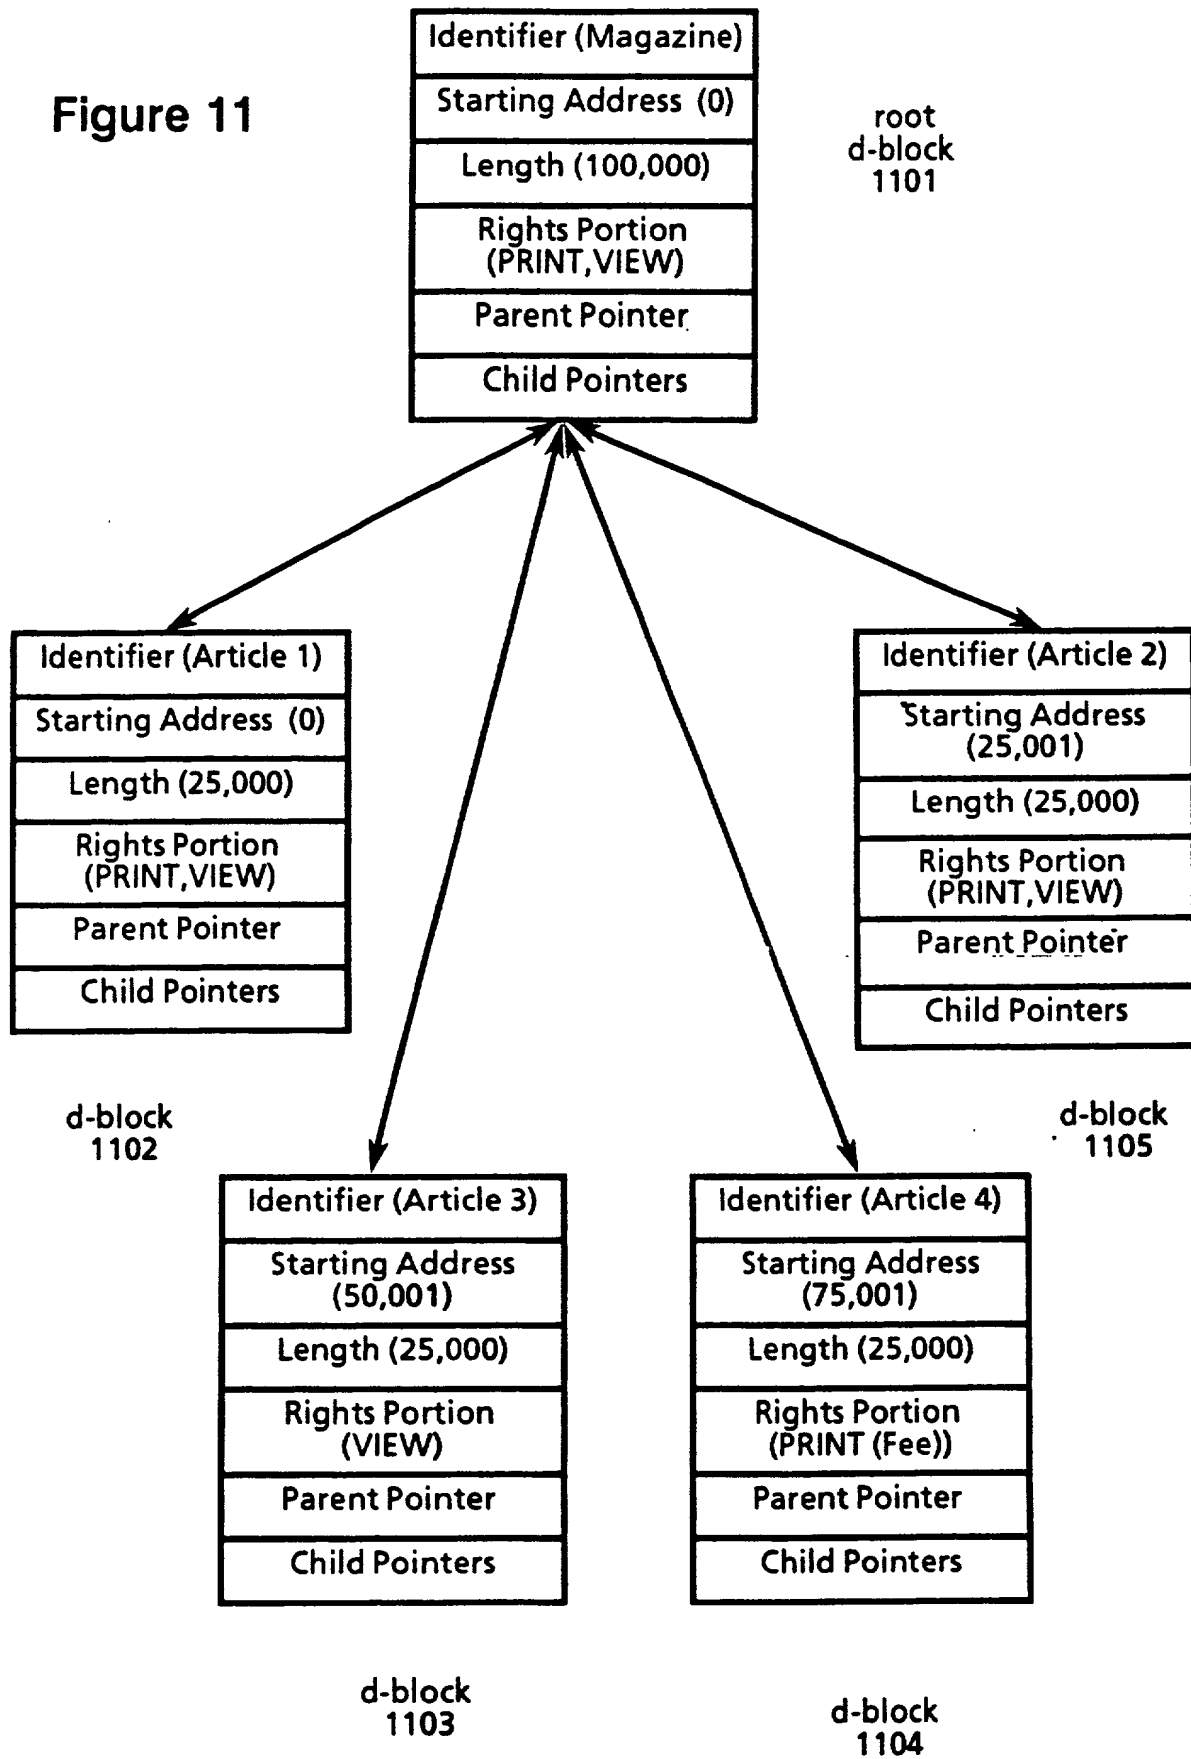 Figure 11
Identifier (Magazine)
Starting Address (0)
Length (100,000)
Rights Portion
(PRINT,VIEW)
Parent Pointer
Child Pointers
root
d-block
1101
Identifier (Article 1)
Starting Address (0)
Length (25,000)
Rights Portion
(PRINT,VIEW)
Parent Pointer
Child Pointers
d-block
1102
Identifier (Article 2)
Starting Address
(25,001)
Length (25,000)
Rights Portion
(PRINT,VIEW)
Parent Pointer
Child Pointers
d-block
1105
Identifier (Article 3)
Starting Address
(50,001)
Length (25,000)
Rights Portion
(VIEW)
Parent Pointer
Child Pointers
d-block
1103
Identifier (Article 4)
Starting Address
(75,001)
Length (25,000)
Rights Portion
(PRINT (Fee))
Parent Pointer
Child Pointers
d-block
1104